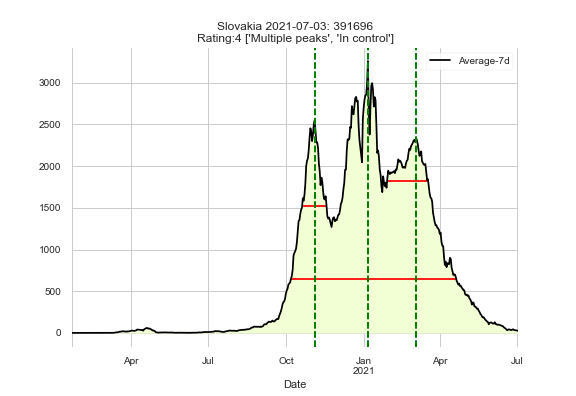 Slovakia 2021-07-03: 391696
Rating:4 ['Multiple peaks', 'In control']
Average-7d
3000
2500
2000
1500
1000
500
0
Apr
Jul
Oct
Jan
2021
Apr
Jul
Date